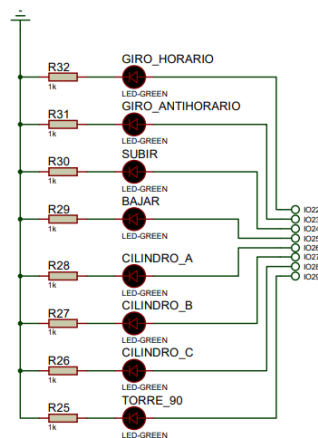 GIRO_HORARIO
R32
1k
LED-GREEN
GIRO_ANTIHORARIO
R31
1k
LED-GREEN
SUBIR
R30
1k
LED-GREEN
BAJAR
R29
1k
LED-GREEN
CILINDRO_A
R28
1k
LED-GREEN
CILINDRO_B
R27
1k
LED-GREEN
CILINDRO_C
R26
1k
LED-GREEN
TORRE_90
R25
1k
LED-GREEN
IO22
IO23
IO24
IO25
IO26
IO27
IO28
IO29